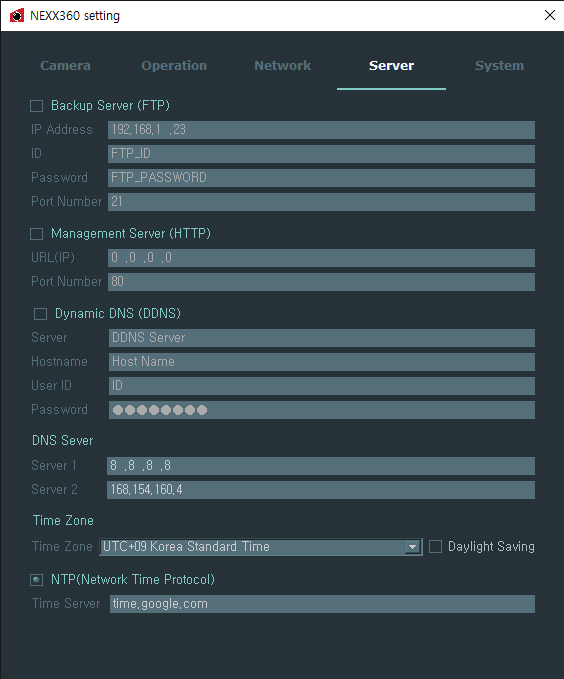 NEXX360 setting
Camera Operation Network Server System
Backup Server (FTP)
IP Address 192.168.1 .23
ID FTP_ID
Password FTP_PASSWORD
Port Number 21
Management Server (HTTP)
URL(IP) 0 .0 .0 .0
Port Number 80
Dynamic DNS (DDNS)
Server DDNS Server
Hostname Host Name
User ID ID
Password ●●●●●●●●
DNS Sever
Server 1 8 .8 .8 .8
Server 2 168.154.160.4
Time Zone
Time Zone UTC+09 Korea Standard Time Daylight Saving
NTP(Network Time Protocol)
Time Server time.google.com